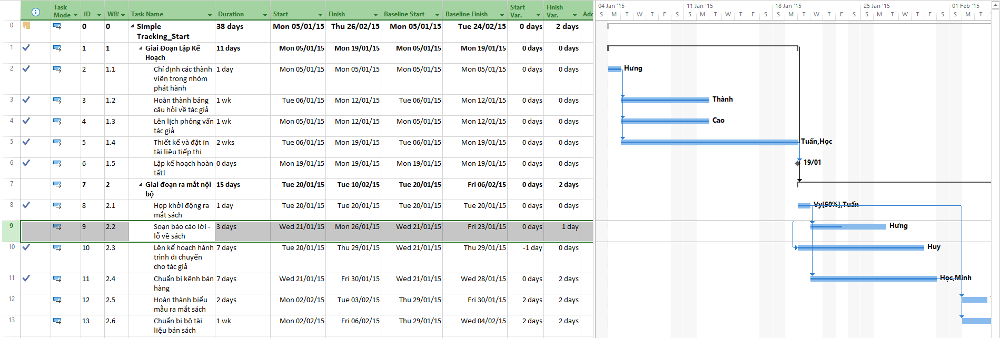 Task Mode ID WBS Task Name Duration Start Finish Baseline Start Baseline Finish Start Var. Finish Var. Add
04 Jan '15 11 Jan '15 18 Jan '15 25 Jan '15 01 Feb '15
S M T W T F S S M T W T F S S M T W T F S S M T W T F S S M T
0 0 0 Simple Tracking_Start 38 days Mon 05/01/15 Thu 26/02/15 Mon 05/01/15 Tue 24/02/15 0 days 2 days
1 1 1 Giai Đoạn Lập Kế Hoạch 11 days Mon 05/01/15 Mon 19/01/15 Mon 05/01/15 Mon 19/01/15 0 days 0 days
2 2 1.1 Chỉ định các thành viên trong nhóm phát hành 1 day Mon 05/01/15 Mon 05/01/15 Mon 05/01/15 Mon 05/01/15 0 days 0 days Hưng
3 3 1.2 Hoàn thành bảng câu hỏi về tác giả 1 wk Tue 06/01/15 Mon 12/01/15 Tue 06/01/15 Mon 12/01/15 0 days 0 days Thành
4 4 1.3 Lên lịch phỏng vấn tác giả 1 wk Mon 05/01/15 Mon 12/01/15 Mon 05/01/15 Mon 12/01/15 0 days 0 days Cao
5 5 1.4 Thiết kế và đặt in tài liệu tiếp thị 2 wks Tue 06/01/15 Mon 19/01/15 Tue 06/01/15 Mon 19/01/15 0 days 0 days Tuấn,Học
6 6 1.5 Lập kế hoạch hoàn tất! 0 days Mon 19/01/15 Mon 19/01/15 Mon 19/01/15 Mon 19/01/15 0 days 0 days 19/01
7 7 2 Giai đoạn ra mắt nội bộ 15 days Tue 20/01/15 Tue 10/02/15 Tue 20/01/15 Fri 06/02/15 0 days 2 days
8 8 2.1 Họp khởi động ra mắt sách 1 day Tue 20/01/15 Tue 20/01/15 Tue 20/01/15 Tue 20/01/15 0 days 0 days Vy[50%],Tuấn
9 9 2.2 Soạn báo cáo lời - lỗ về sách 3 days Wed 21/01/15 Mon 26/01/15 Wed 21/01/15 Fri 23/01/15 0 days 1 day Hưng
10 10 2.3 Lên kế hoạch hành trình di chuyển cho tác giả 7 days Tue 20/01/15 Thu 29/01/15 Wed 21/01/15 Thu 29/01/15 -1 day 0 days Huy
11 11 2.4 Chuẩn bị kênh bán hàng 7 days Wed 21/01/15 Fri 30/01/15 Wed 21/01/15 Wed 28/01/15 0 days 2 days Học,Minh
12 12 2.5 Hoàn thành biểu mẫu ra mắt sách 2 days Mon 02/02/15 Tue 03/02/15 Thu 29/01/15 Fri 30/01/15 2 days 2 days
13 13 2.6 Chuẩn bị bộ tài liệu bán sách 1 wk Mon 02/02/15 Fri 06/02/15 Thu 29/01/15 Wed 04/02/15 2 days 2 days